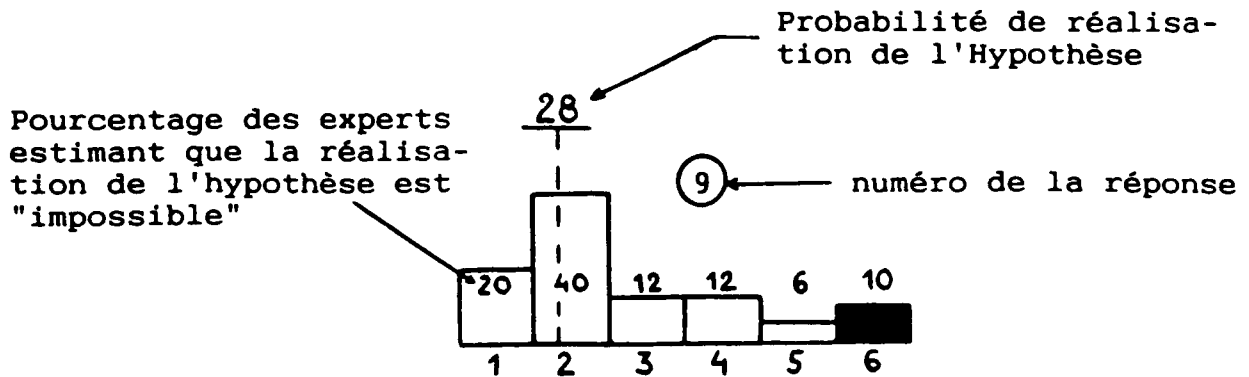 Probabilité de réalisa-
tion de l'Hypothèse
28
Pourcentage des experts
estimant que la réalisa-
tion de l'hypothèse est
"impossible"
9
numéro de la réponse
20 40 12 12 6 10
1 2 3 4 5 6